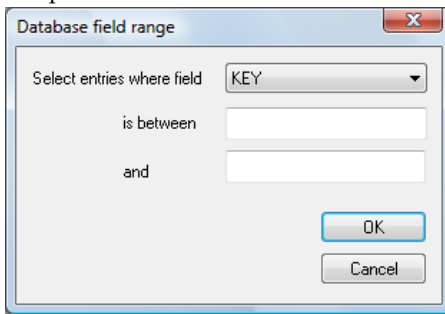 Database field range
Select entries where field KEY
is between
and
OK
Cancel